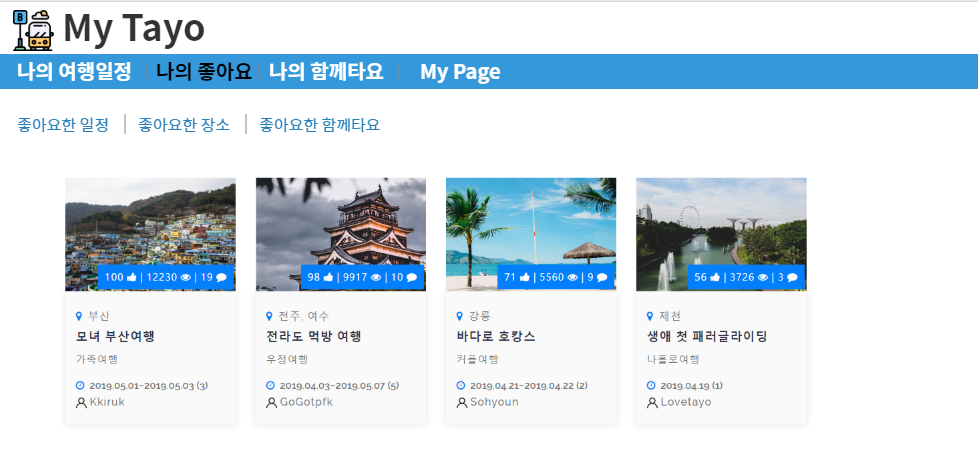 My Tayo
나의 여행일정 | 나의 좋아요 | 나의 함께타요 | My Page
좋아요한 일정 | 좋아요한 장소 | 좋아요한 함께타요
100 | 12230 | 19
98 | 9917 | 10
71 | 5560 | 9
56 | 3726 | 3
부산
모녀 부산여행
가족여행
2019.05.01~2019.05.03 (3)
Kkiruk
전주, 여수
전라도 먹방 여행
우정여행
2019.04.03~2019.05.07 (5)
GoGotpfk
강릉
바다로 호캉스
커플여행
2019.04.21~2019.04.22 (2)
Sohyoun
제천
생애 첫 패러글라이딩
나홀로여행
2019.04.19 (1)
Lovetayo